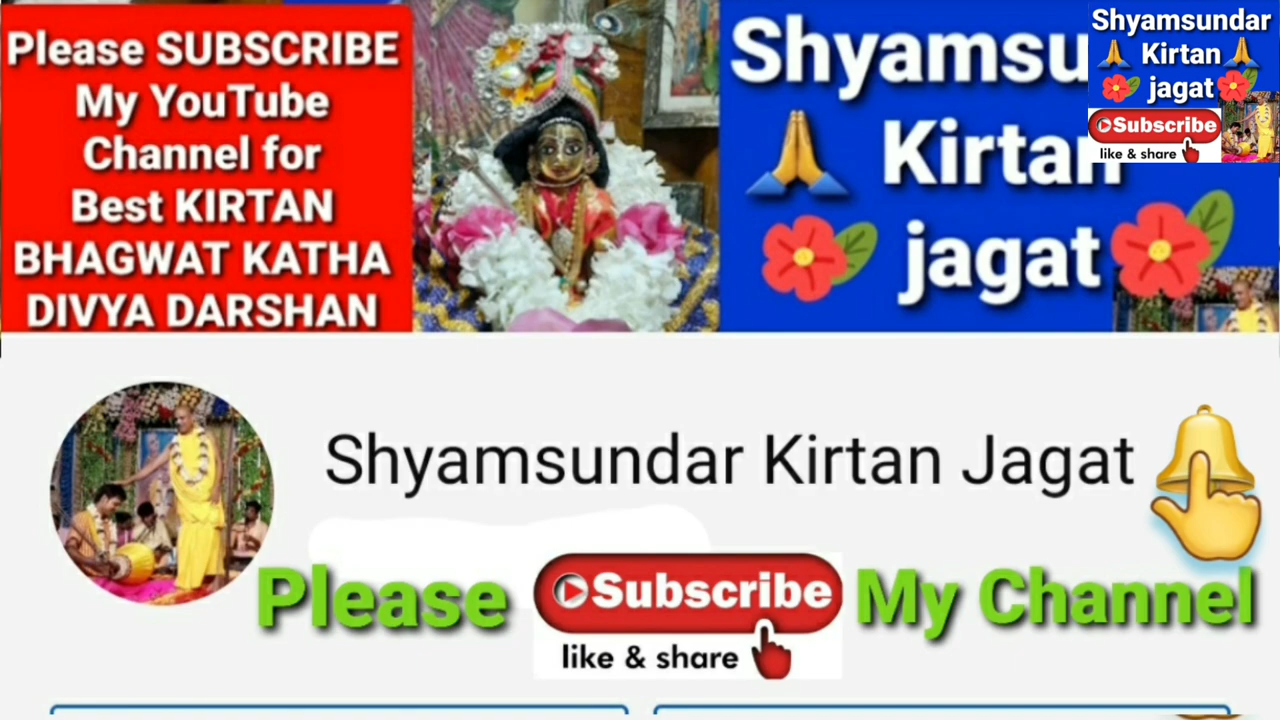 Please SUBSCRIBE
My YouTube
Channel for
Best KIRTAN
BHAGWAT KATHA
DIVYA DARSHAN
Shyamsu
Kirtan
jagat
Shyamsundar
Kirtan
jagat
Subscribe
like & share
Shyamsundar Kirtan Jagat
Please Subscribe My Channel
like & share